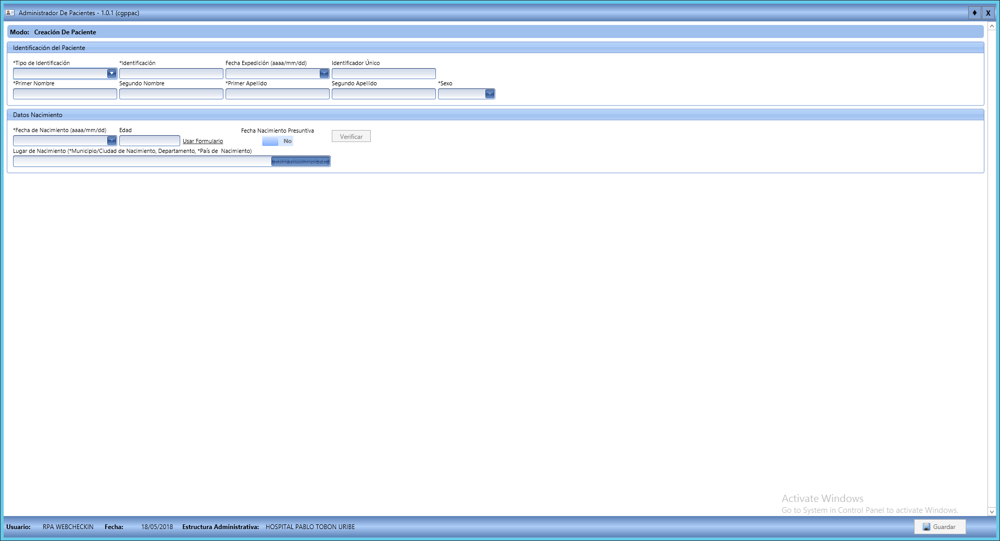 Administrador De Pacientes - 1.0.1 (cgppac)
X
Modo: Creación De Paciente
Identificación del Paciente
*Tipo de Identificación *Identificación Fecha Expedición (aaaa/mm/dd) Identificador Único
*Primer Nombre Segundo Nombre *Primer Apellido Segundo Apellido *Sexo
Datos Nacimiento
*Fecha de Nacimiento (aaaa/mm/dd) Edad Fecha Nacimiento Presuntiva
Usar Formulario No Verificar
Lugar de Nacimiento (*Municipio/Ciudad de Nacimiento, Departamento, *País de Nacimiento)
[Usar Formulario-F4]
Activate Windows
Go to System in Control Panel to activate Windows.
Usuario: RPA WEBCHECKIN Fecha: 18/05/2018 Estructura Administrativa: HOSPITAL PABLO TOBON URIBE Guardar